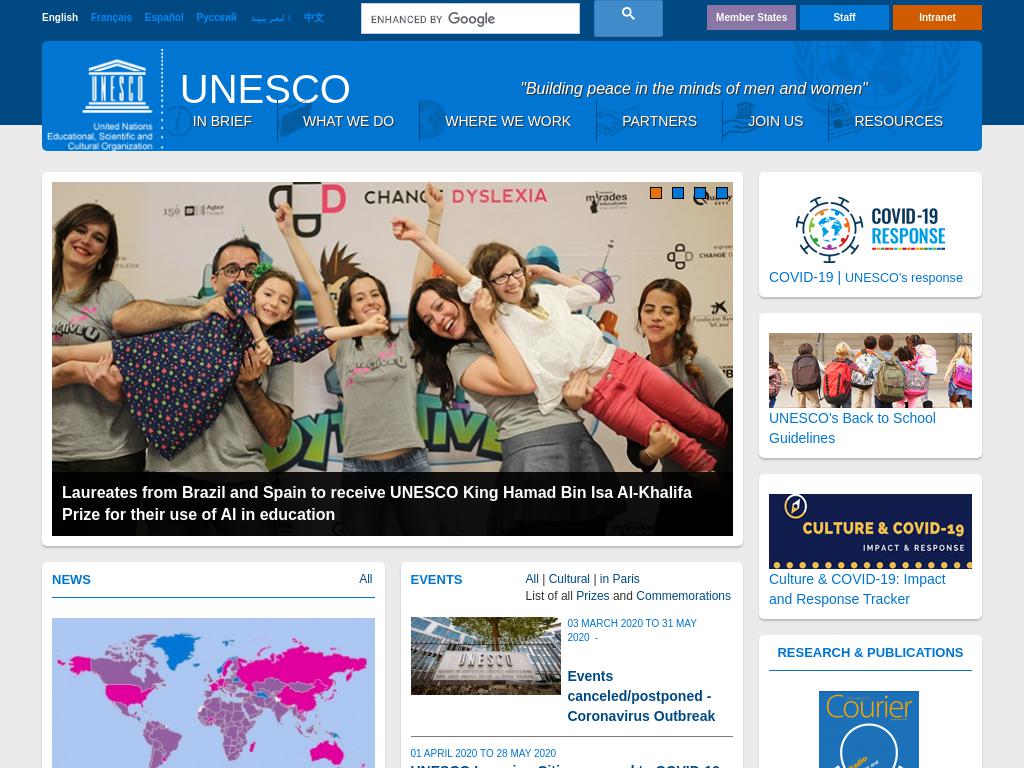 English Français Español Русский العربية 中文
ENHANCED BY Google
Member States Staff Intranet
UNESCO
"Building peace in the minds of men and women"
UNESCO
United Nations
Educational, Scientific and
Cultural Organization
IN BRIEF WHAT WE DO WHERE WE WORK PARTNERS JOIN US RESOURCES
CHANGE DYSLEXIA
mirades
educatives
CHANGE D
DYTECTIVE
Laureates from Brazil and Spain to receive UNESCO King Hamad Bin Isa Al-Khalifa
Prize for their use of AI in education
COVID-19
RESPONSE
COVID-19 | UNESCO's response
UNESCO's Back to School
Guidelines
CULTURE & COVID-19
IMPACT & RESPONSE
Culture & COVID-19: Impact
and Response Tracker
NEWS All
EVENTS All | Cultural | in Paris
List of all Prizes and Commemorations
UNESCO
03 MARCH 2020 TO 31 MAY
2020 -
Events
canceled/postponed -
Coronavirus Outbreak
01 APRIL 2020 TO 28 MAY 2020
RESEARCH & PUBLICATIONS
Courier
Radio